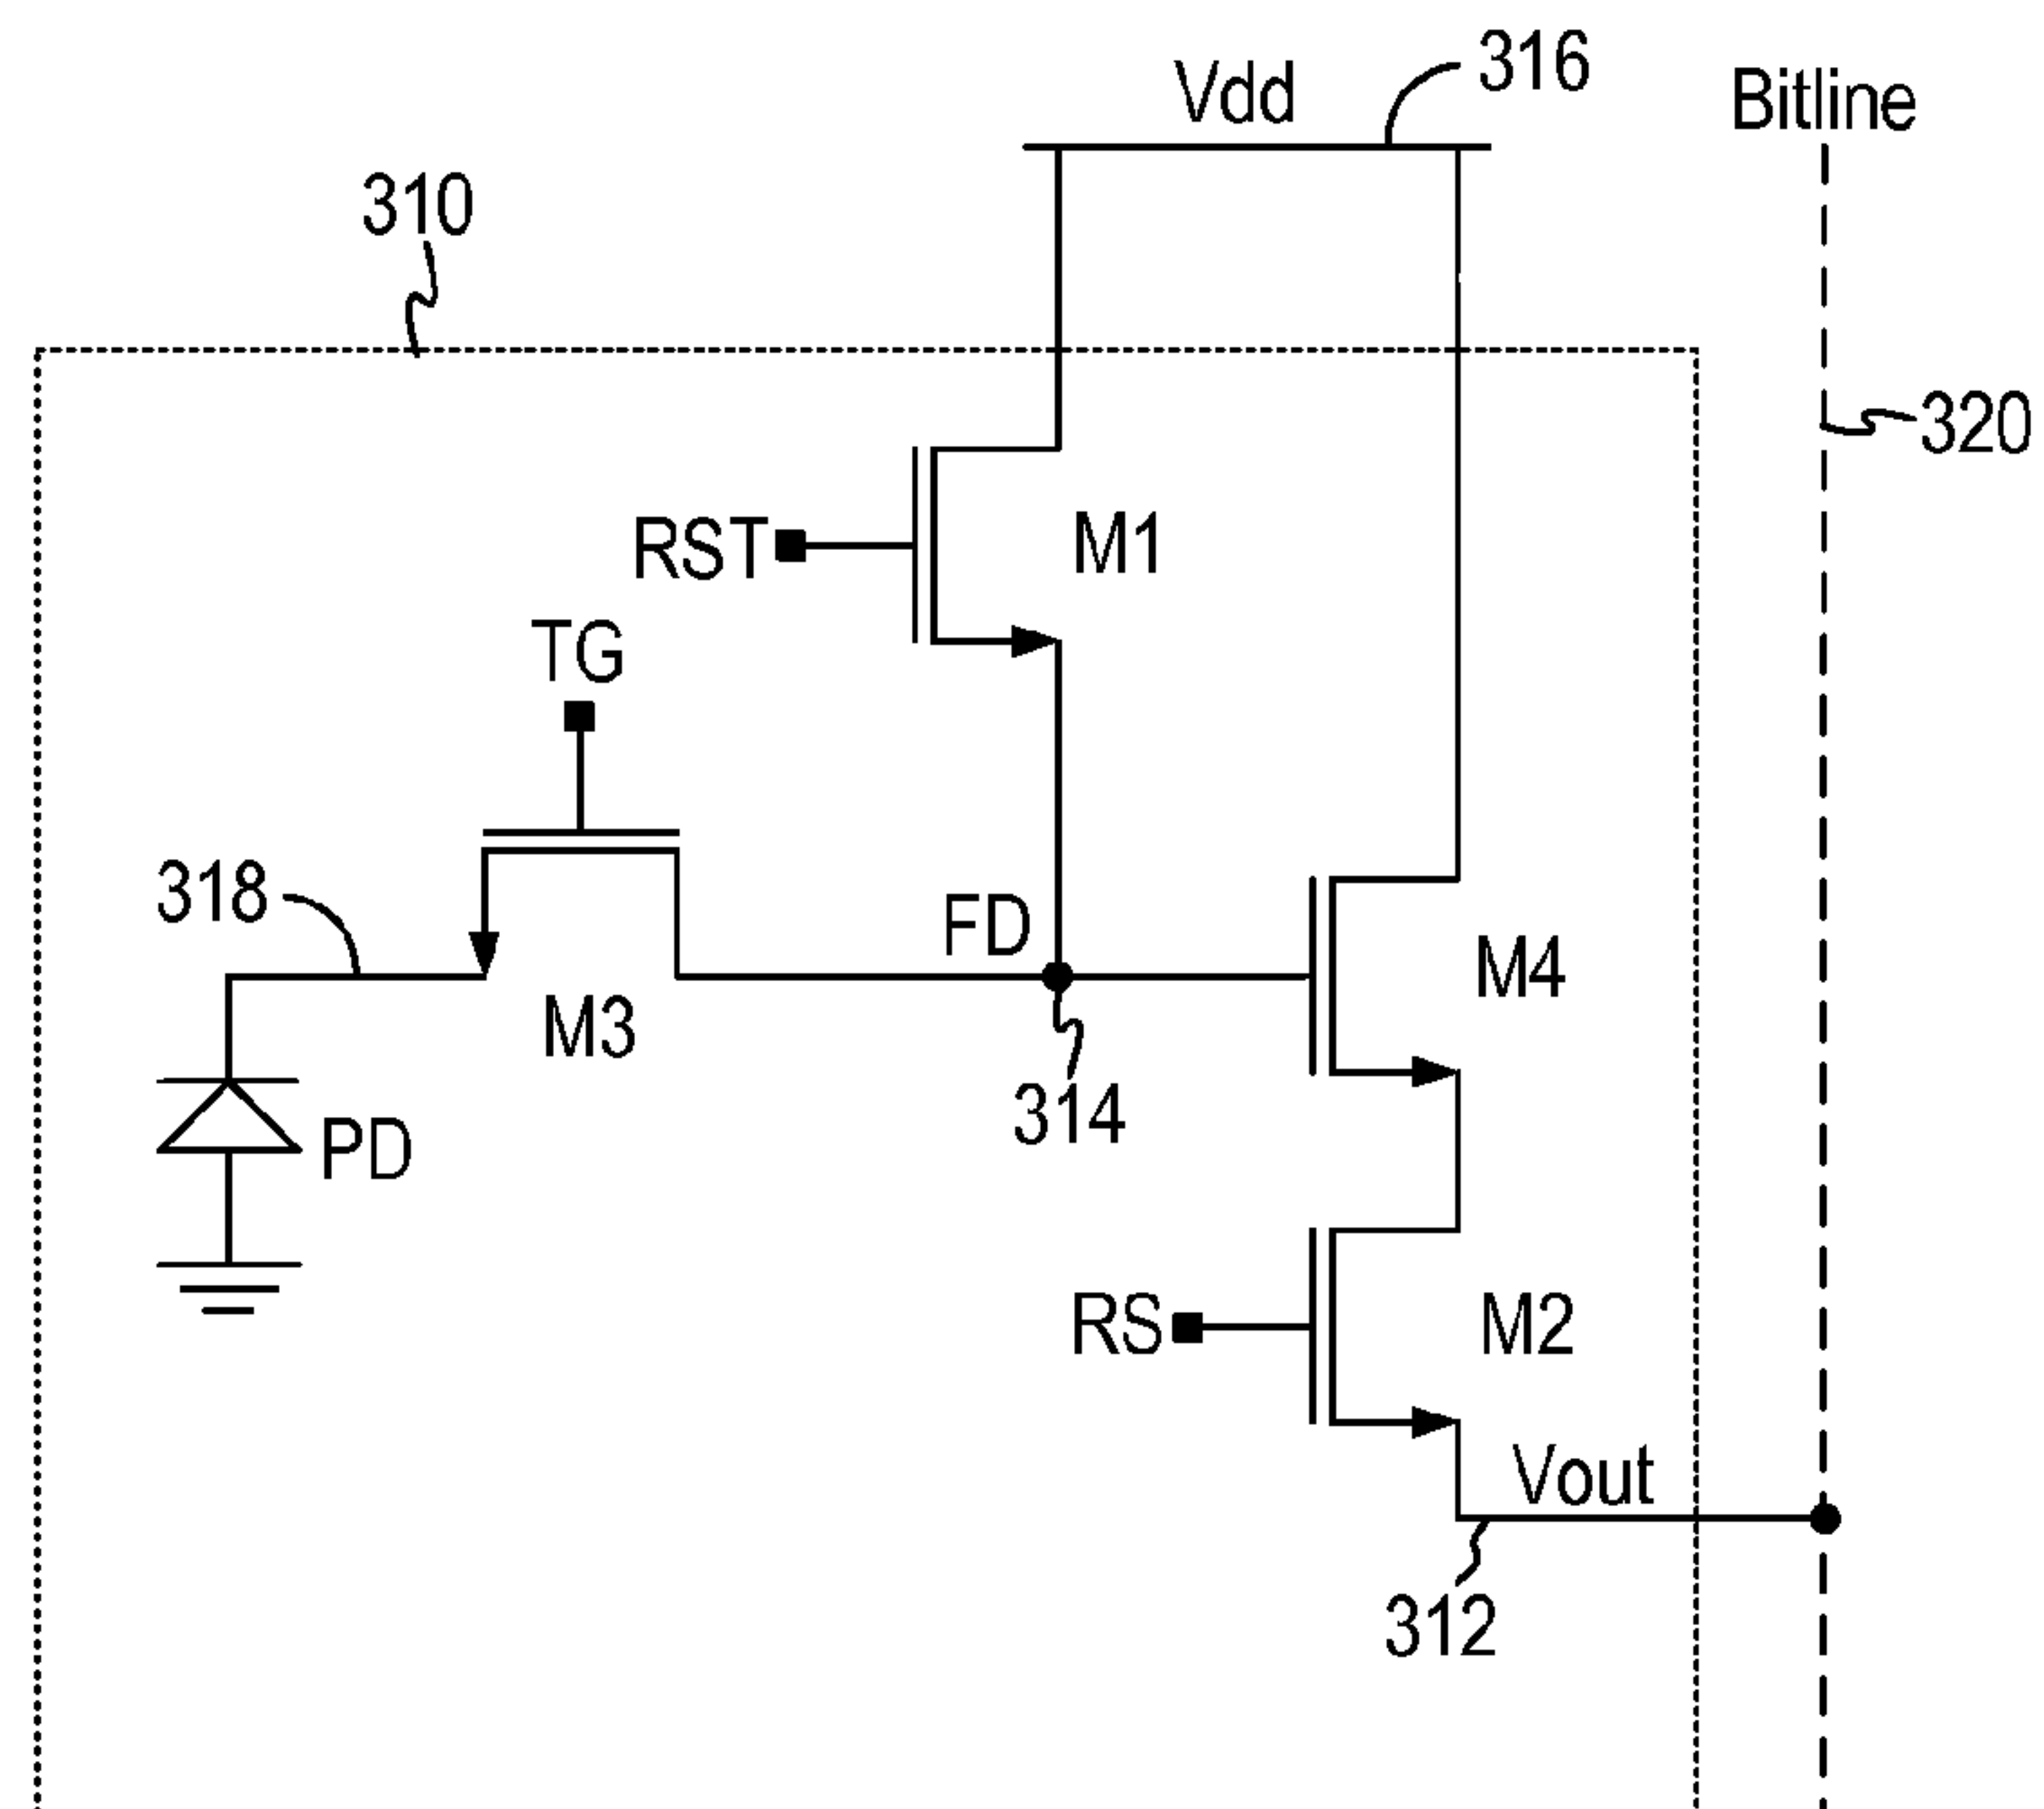 Vdd
316
Bitline
310
320
RST
M1
TG
318
FD
M4
M3
314
PD
RS
M2
Vout
312